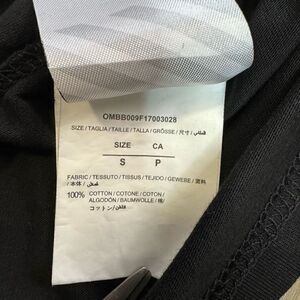 OMBB009F17003028
SIZE / TAGLIA / TAILLE / TALLA / GRÖSSE / 尺寸 /
SIZE CA
S P
FABRIC / TESSUTO / TISSUS / TEJIDO / GEWEBE / 面料
/ 本体 /
100% COTTON / COTONE / COTON /
ALGODÓN / BAUMWOLLE / 棉/
コットン /